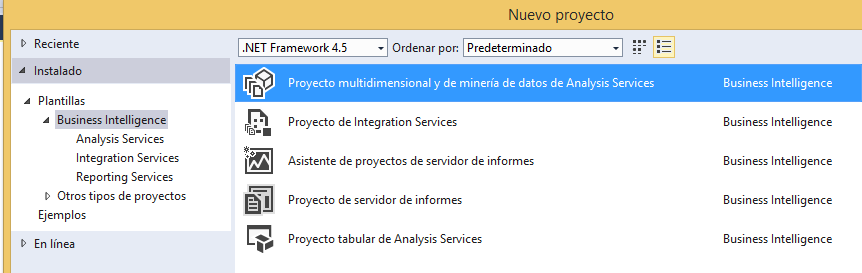 Nuevo proyecto
Reciente
Instalado
Plantillas
Business Intelligence
Analysis Services
Integration Services
Reporting Services
Otros tipos de proyectos
Ejemplos
En línea
.NET Framework 4.5 Ordenar por: Predeterminado
Proyecto multidimensional y de minería de datos de Analysis Services Business Intelligence
Proyecto de Integration Services Business Intelligence
Asistente de proyectos de servidor de informes Business Intelligence
Proyecto de servidor de informes Business Intelligence
Proyecto tabular de Analysis Services Business Intelligence